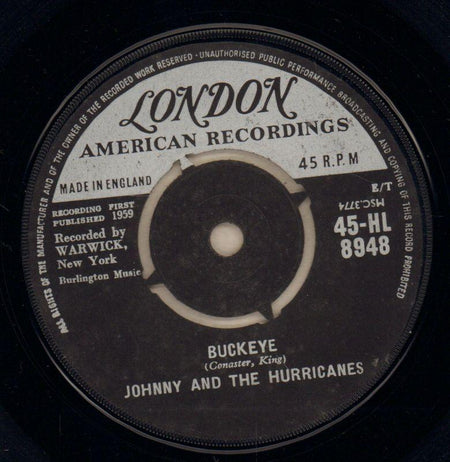 ALL RIGHTS OF THE MANUFACTURER AND OF THE OWNER OF THE RECORDED WORK RESERVED - UNAUTHORISED PUBLIC PERFORMANCE BROADCASTING AND COPYING OF THIS RECORD PROHIBITED
LONDON
AMERICAN RECORDINGS
45 R.P.M
MADE IN ENGLAND
E/T
MSC.3774
RECORDING FIRST
PUBLISHED 1959
45-HL
8948
Recorded by
WARWICK,
New York
Burlington Music
BUCKEYE
(Conaster, King)
JOHNNY AND THE HURRICANES